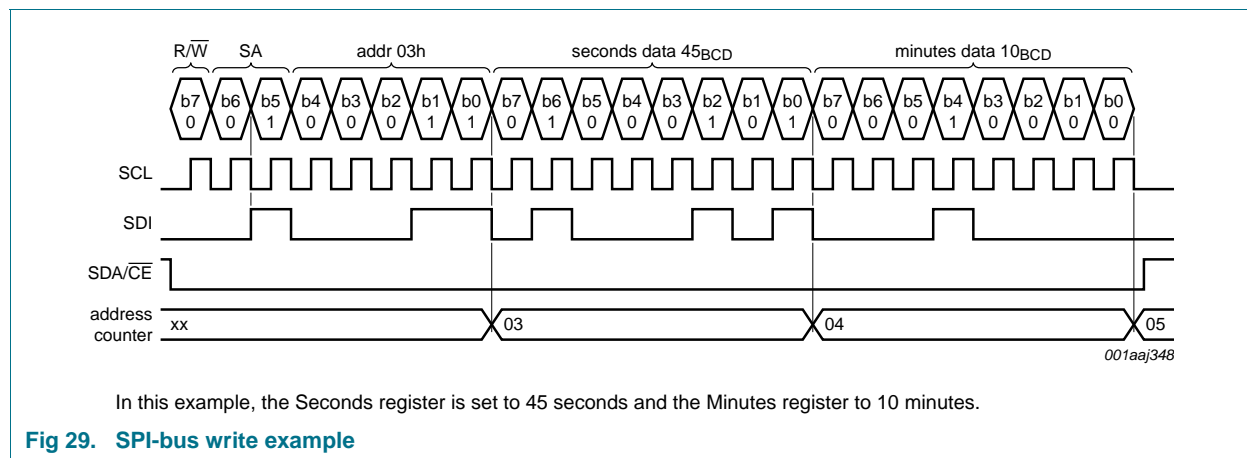 R/W SA addr 03h seconds data 45BCD minutes data 10BCD
b7 b6 b5 b4 b3 b2 b1 b0 b7 b6 b5 b4 b3 b2 b1 b0 b7 b6 b5 b4 b3 b2 b1 b0
0 0 1 0 0 0 1 1 0 1 0 0 0 1 0 1 0 0 0 1 0 0 0 0
SCL
SDI
SDA/CE
address
counter
xx 03 04 05
001aaj348
In this example, the Seconds register is set to 45 seconds and the Minutes register to 10 minutes.
Fig 29. SPI-bus write example